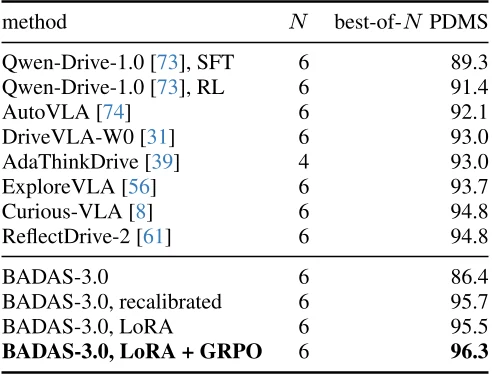 method N best-of-N PDMS
Qwen-Drive-1.0 [73], SFT 6 89.3
Qwen-Drive-1.0 [73], RL 6 91.4
AutoVLA [74] 6 92.1
DriveVLA-W0 [31] 6 93.0
AdaThinkDrive [39] 4 93.0
ExploreVLA [56] 6 93.7
Curious-VLA [8] 6 94.8
ReflectDrive-2 [61] 6 94.8
BADAS-3.0 6 86.4
BADAS-3.0, recalibrated 6 95.7
BADAS-3.0, LoRA 6 95.5
BADAS-3.0, LoRA + GRPO 6 96.3